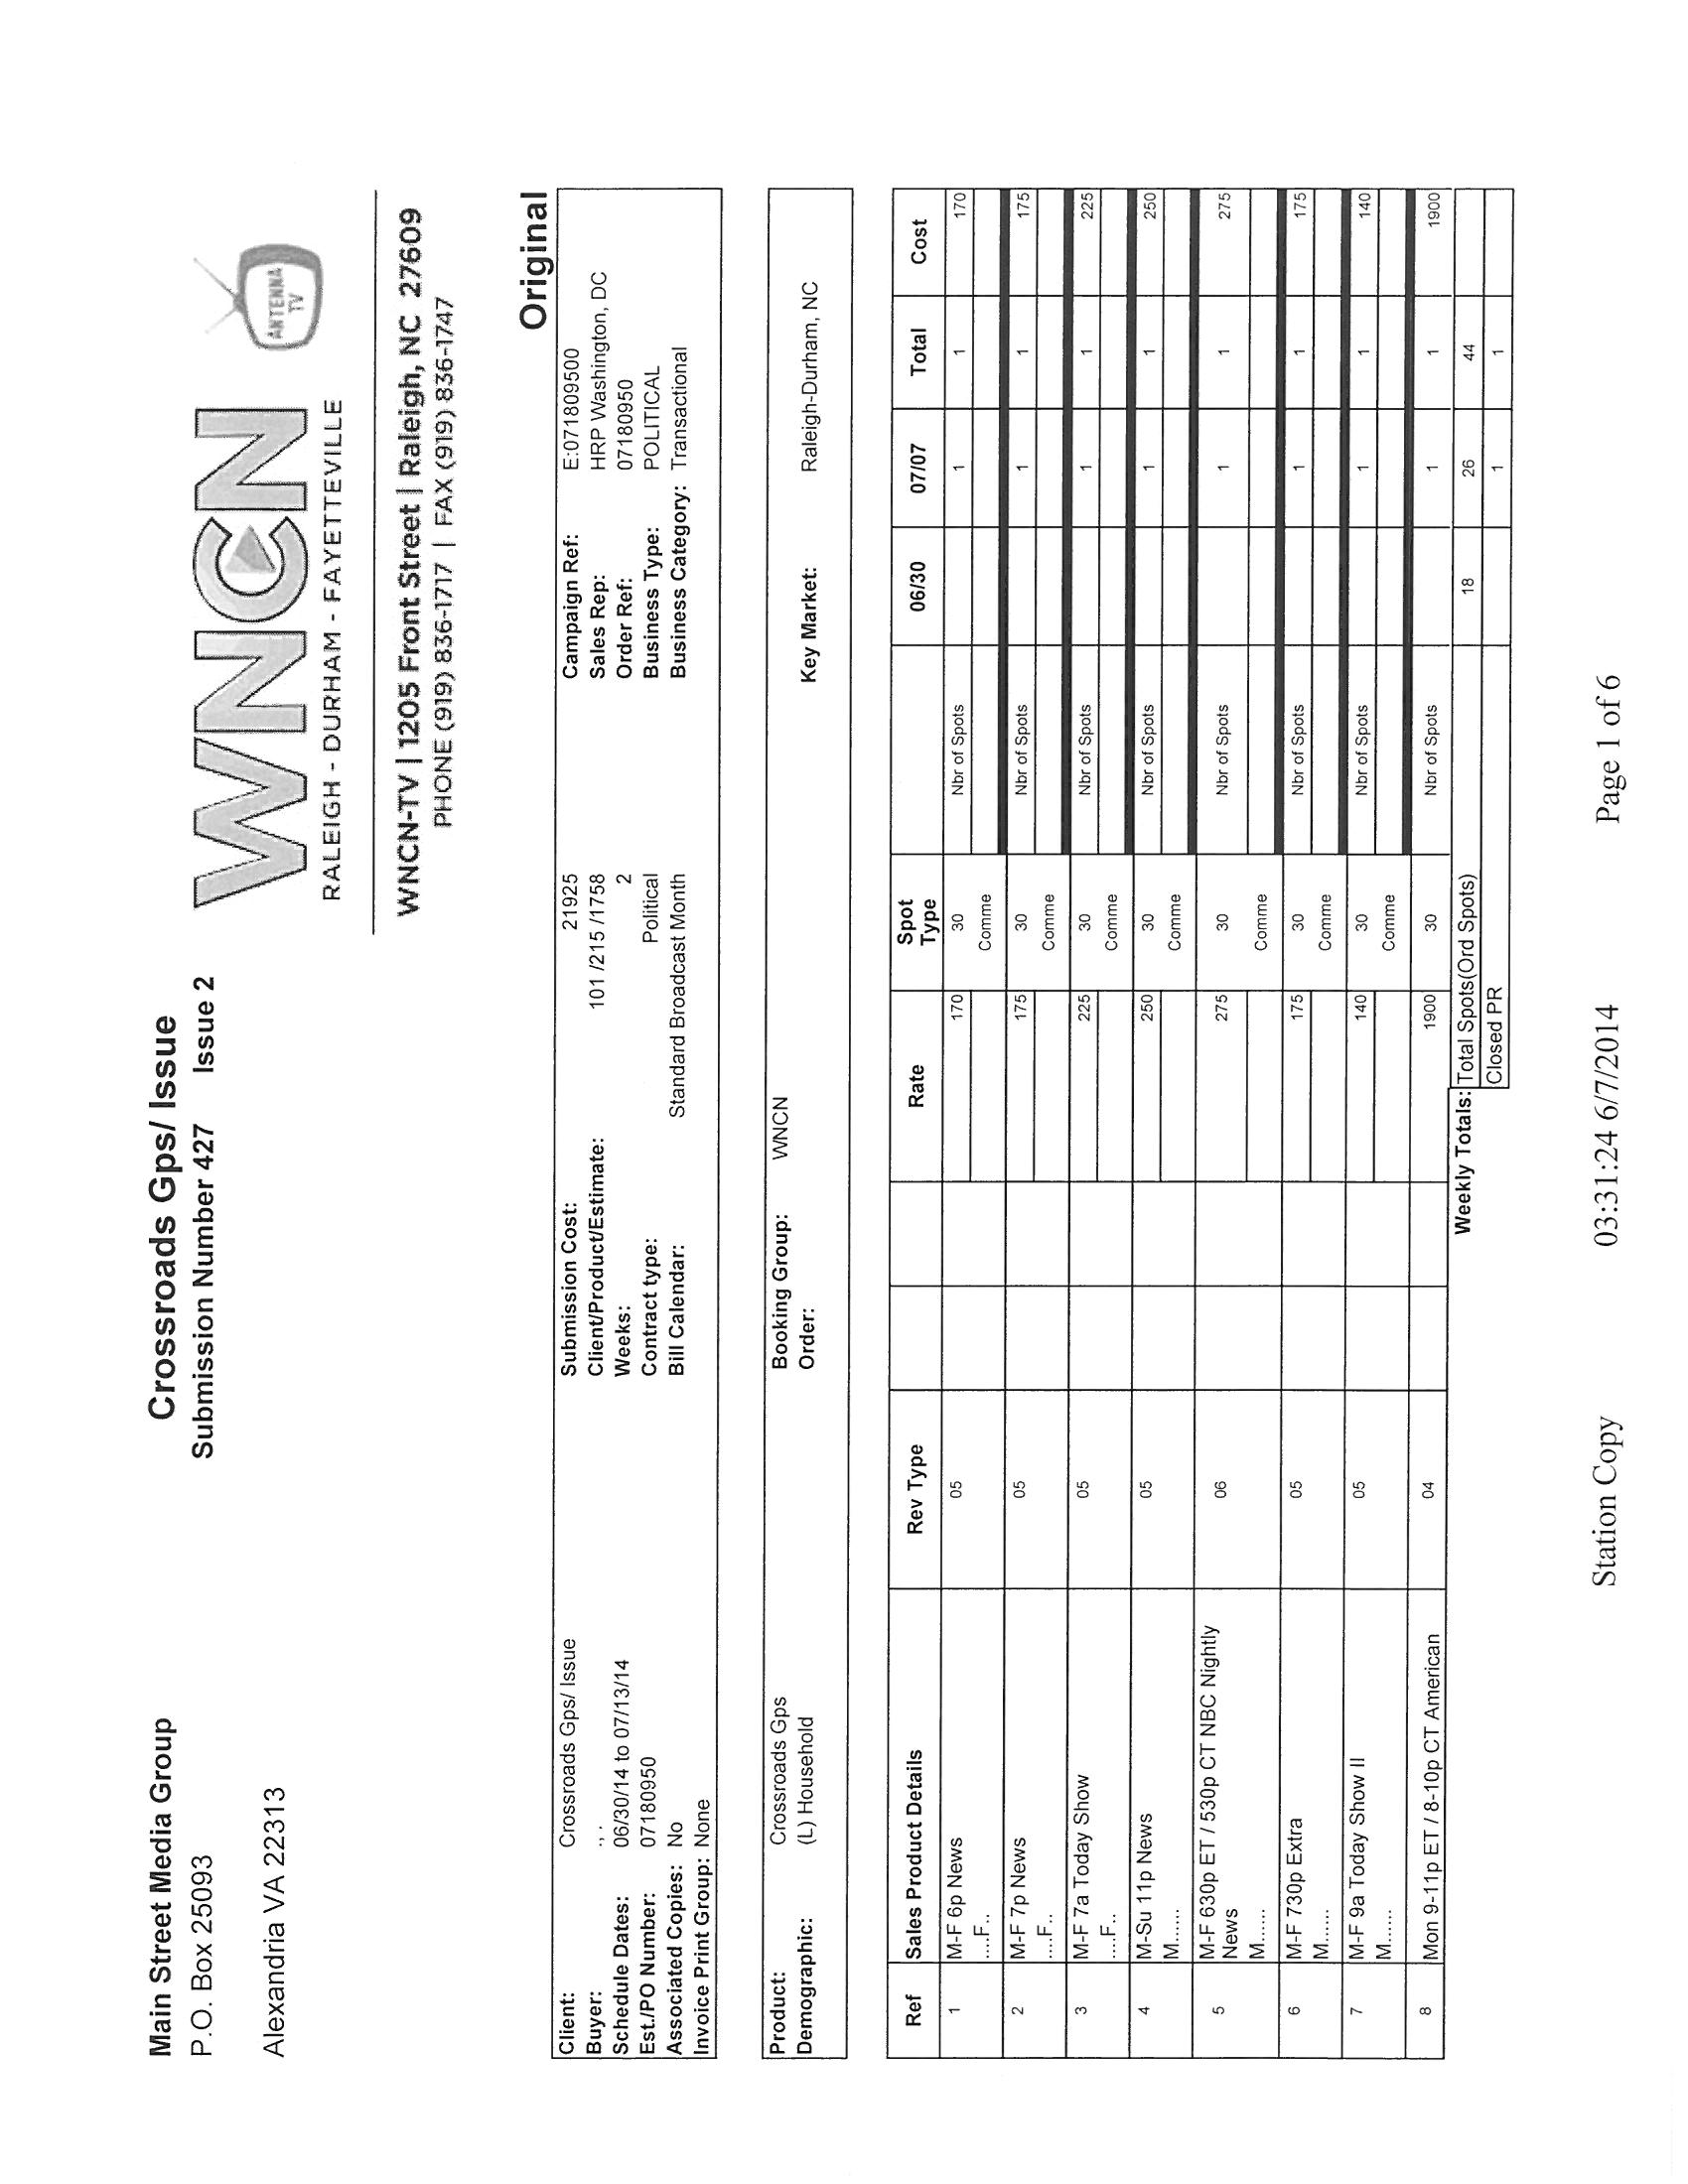 Main Street Media Group
P.O. Box 25093
Alexandria VA 22313
Crossroads Gps/ Issue
Submission Number 427 Issue 2
WNCN
ANTENNA
TV
RALEIGH - DURHAM - FAYETTEVILLE
WNCN-TV | 1205 Front Street | Raleigh, NC 27609
PHONE (919) 836-1717 | FAX (919) 836-1747
Original
Client: Crossroads Gps/ Issue Submission Cost: 21925 Campaign Ref: E:071809500
Buyer: ., . Client/Product/Estimate: 101 /215 /1758 Sales Rep: HRP Washington, DC
Schedule Dates: 06/30/14 to 07/13/14 Weeks: 2 Order Ref: 07180950
Est./PO Number: 07180950 Contract type: Political Business Type: POLITICAL
Associated Copies: No Bill Calendar: Standard Broadcast Month Business Category: Transactional
Invoice Print Group: None
Product: Crossroads Gps Booking Group: WNCN
Demographic: (L) Household Order: Key Market: Raleigh-Durham, NC
Ref Sales Product Details Rev Type Rate Spot Type 06/30 07/07 Total Cost
1 M-F 6p News 05 170 30 Nbr of Spots 1 1 170
....F.. Comme
2 M-F 7p News 05 175 30 Nbr of Spots 1 1 175
....F.. Comme
3 M-F 7a Today Show 05 225 30 Nbr of Spots 1 1 225
....F.. Comme
4 M-Su 11p News 05 250 30 Nbr of Spots 1 1 250
M...... Comme
5 M-F 630p ET / 530p CT NBC Nightly 06 275 30 Nbr of Spots 1 1 275
News
M...... Comme
6 M-F 730p Extra 05 175 30 Nbr of Spots 1 1 175
M...... Comme
7 M-F 9a Today Show II 05 140 30 Nbr of Spots 1 1 140
M...... Comme
8 Mon 9-11p ET / 8-10p CT American 04 1900 30 Nbr of Spots 1 1 1900
Weekly Totals: Total Spots(Ord Spots) 18 26 44
Closed PR 1 1
Station Copy 03:31:24 6/7/2014 Page 1 of 6